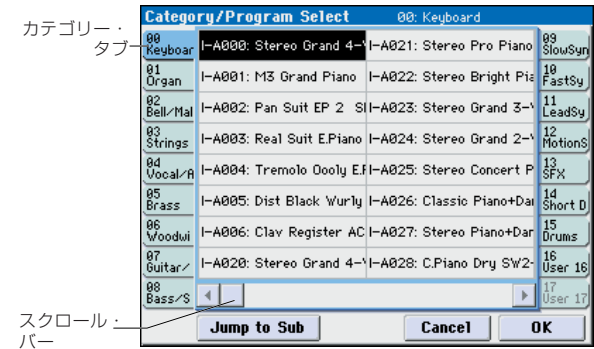 Category/Program Select 00: Keyboard
カテゴリー・
タブ
00
Keyboar
01
Organ
02
Bell/Mal
03
Strings
04
Vocal/A
05
Brass
06
Woodwi
07
Guitar/
08
Bass/S
I-A000: Stereo Grand 4-
I-A001: M3 Grand Piano
I-A002: Pan Suit EP 2 S
I-A003: Real Suit E.Piano
I-A004: Tremolo Oooly E.
I-A005: Dist Black Wurly
I-A006: Clav Register AC
I-A020: Stereo Grand 4-
I-A021: Stereo Pro Piano
I-A022: Stereo Bright Pia
I-A023: Stereo Grand 3-
I-A024: Stereo Grand 2-
I-A025: Stereo Concert P
I-A026: Classic Piano+Da
I-A027: Stereo Piano+Dar
I-A028: C.Piano Dry SW2-
09
SlowSyn
10
FastSy
11
LeadSy
12
MotionS
13
SFX
14
Short D
15
Drums
16
User 16
17
User 17
スクロール・
バー
Jump to Sub Cancel OK